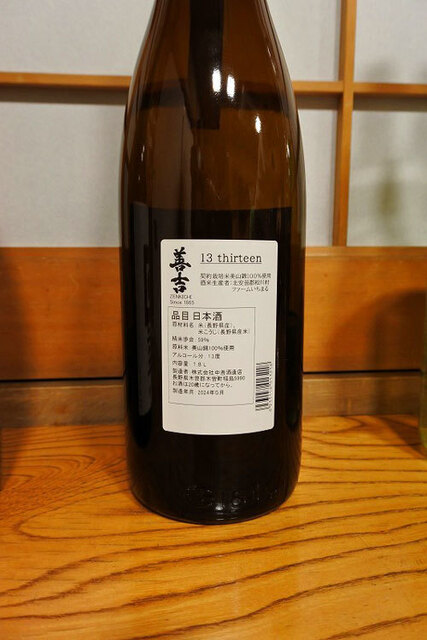 善吉
ZENKICHI
Since 1865
13 thirteen
契約栽培米美山錦100%使用
酒米生産者：北安曇郡松川村
ファームいちまる
品目 日本酒
原材料名：米（長野県産）、
米こうじ（長野県産米）
精米歩合：59%
原料米：美山錦100%使用
アルコール分：13度
内容量：1.8L
製造者：株式会社中善酒造店
長野県木曽郡木曽町福島5990
お酒は20歳になってから。
製造年月：2024年